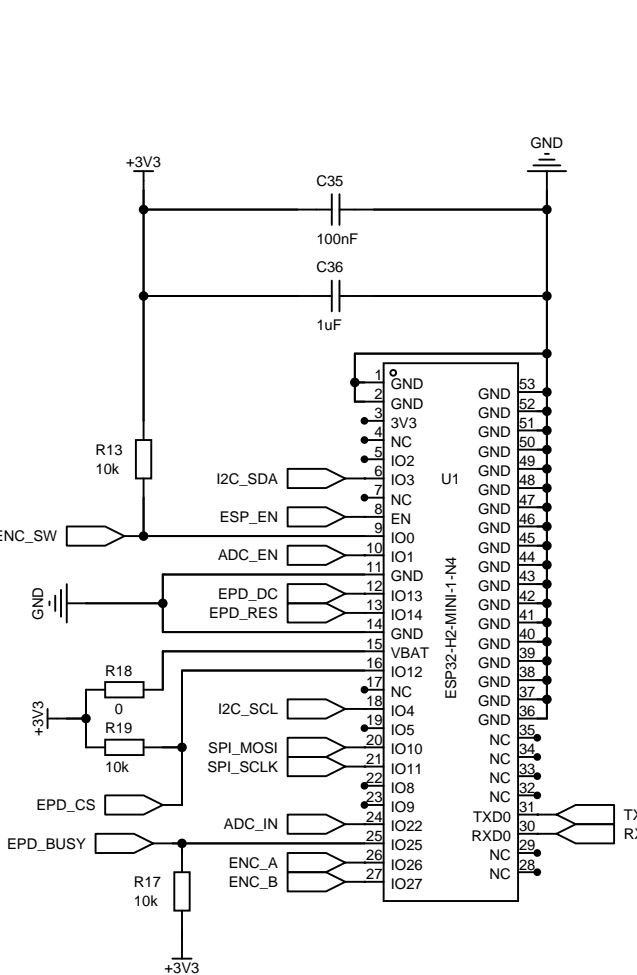 GND
+3V3
C35
100nF
C36
1uF
R13
10k
U1
ESP32-H2-MINI-1-N4
1 GND
2 GND
3 3V3
4 NC
5 IO2
I2C_SDA 6 IO3
7 NC
ESP_EN 8 EN
ENC_SW 9 IO0
ADC_EN 10 IO1
11 GND
EPD_DC 12 IO13
EPD_RES 13 IO14
GND
14 GND
15 VBAT
16 IO12
17 NC
I2C_SCL 18 IO4
19 IO5
SPI_MOSI 20 IO10
SPI_SCLK 21 IO11
22 IO8
23 IO9
ADC_IN 24 IO22
EPD_BUSY 25 IO25
ENC_A 26 IO26
ENC_B 27 IO27
R18
0
+3V3
R19
10k
EPD_CS
R17
10k
+3V3
GND 53
GND 52
GND 51
GND 50
GND 49
GND 48
GND 47
GND 46
GND 45
GND 44
GND 43
GND 42
GND 41
GND 40
GND 39
GND 38
GND 37
GND 36
NC 35
NC 34
NC 33
NC 32
TXD0 31 TX
RXD0 30 RX
NC 29
NC 28